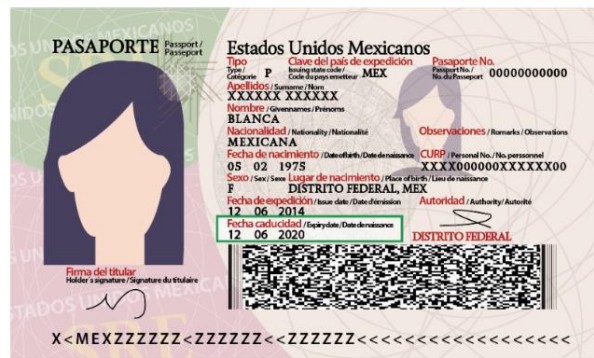 PASAPORTE Passport / Passeport
Estados Unidos Mexicanos
Tipo Clave del país de expedición Pasaporte No.
Type / Catégorie P Issuing state code / Code du pays emetteur MEX Passport No. / No. du Passeport 00000000000
Apellidos / Surname / Nom
XXXXXX XXXXXX
Nombre / Givennames / Prénoms
BLANCA
Nacionalidad / Nationality / Nationalité Observaciones / Romarks / Observations
MEXICANA
Fecha de nacimiento / Date of birth / Date de naissance CURP / Personal No. / No. perssonnel
05 02 1975 XXXX000000XXXXXX00
Sexo / Sex / Sexe Lugar de nacimiento / Place of birth / Lieu de naissance
F DISTRITO FEDERAL, MEX
Fecha de expedición / Issue date / Date d'émission Autoridad / Authority / Autorité
12 06 2014
Fecha caducidad / Expiry date / Date de naissance
12 06 2020 DISTRITO FEDERAL
Firma del titular
Holder's signature / Signature du titulaire
X<MEXZZZZZZ<ZZZZZZ<<ZZZZZZ<<<<<<<<<<<<<<<<<<